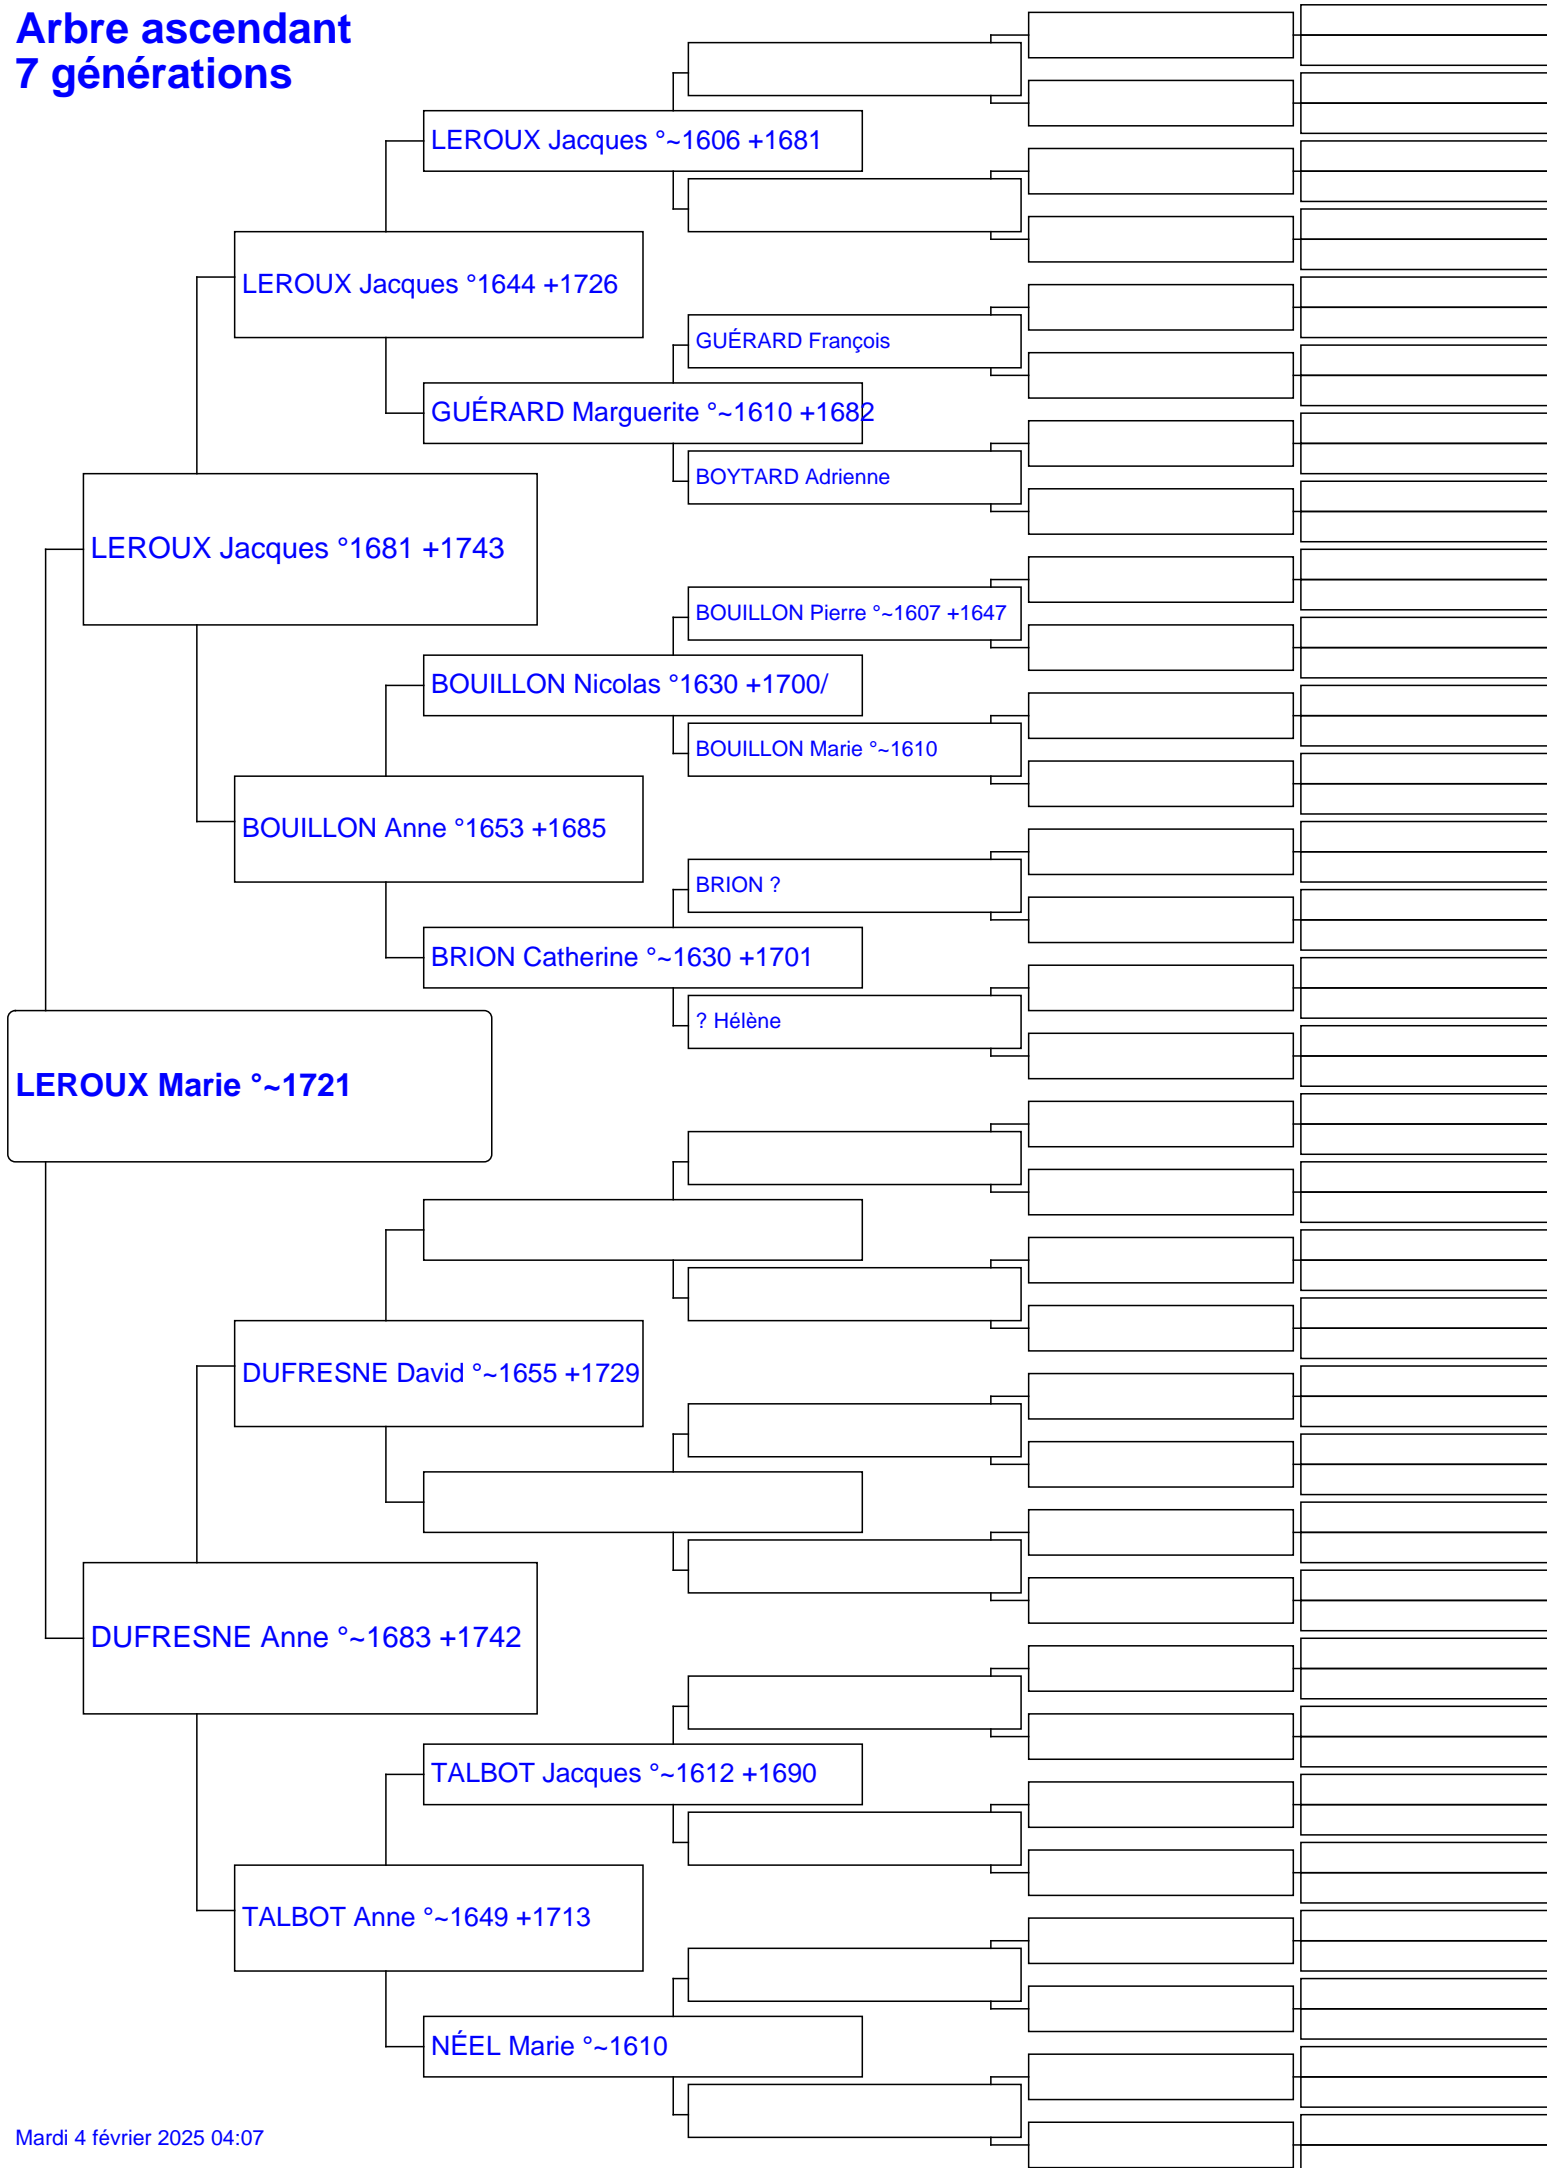 Arbre ascendant
7 générations
LEROUX Jacques °~1606 +1681
LEROUX Jacques °1644 +1726
GUÉRARD François
GUÉRARD Marguerite °~1610 +1682
BOYTARD Adrienne
LEROUX Jacques °1681 +1743
BOUILLON Pierre °~1607 +1647
BOUILLON Nicolas °1630 +1700/
BOUILLON Marie °~1610
BOUILLON Anne °1653 +1685
BRION ?
BRION Catherine °~1630 +1701
? Hélène
LEROUX Marie °~1721
DUFRESNE David °~1655 +1729
DUFRESNE Anne °~1683 +1742
TALBOT Jacques °~1612 +1690
TALBOT Anne °~1649 +1713
NÉEL Marie °~1610
Mardi 4 février 2025 04:07